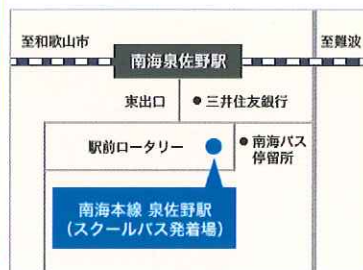 至和歌山市
至難波
南海泉佐野駅
東出口
●三井住友銀行
駅前ロータリー
●南海バス
停留所
南海本線 泉佐野駅
（スクールバス発着場）